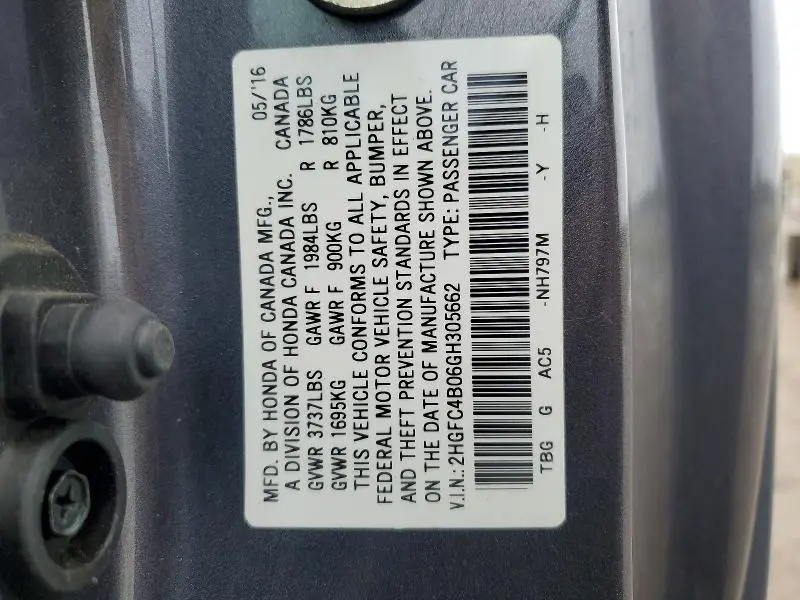 MFD. BY HONDA OF CANADA MFG., 05/'16
A DIVISION OF HONDA CANADA INC. CANADA
GVWR 3737LBS GAWR F 1984LBS R 1786LBS
GVWR 1695KG GAWR F 900KG R 810KG
THIS VEHICLE CONFORMS TO ALL APPLICABLE
FEDERAL MOTOR VEHICLE SAFETY, BUMPER,
AND THEFT PREVENTION STANDARDS IN EFFECT
ON THE DATE OF MANUFACTURE SHOWN ABOVE.
V.I.N.: 2HGFC4B06GH305662 TYPE: PASSENGER CAR
TBG G AC5 -NH797M -Y -H